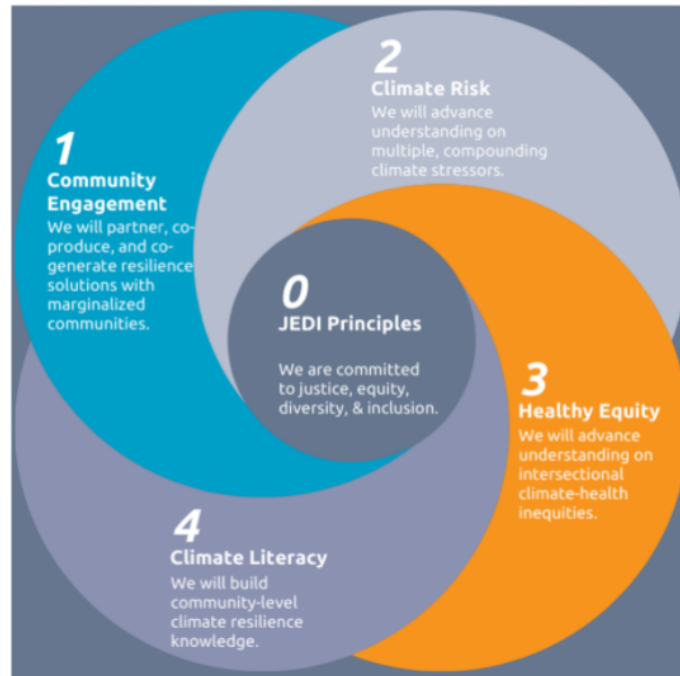 1
Community
Engagement
We will partner, co-
produce, and co-
generate resilience
solutions with
marginalized
communities.
2
Climate Risk
We will advance
understanding on
multiple, compounding
climate stressors.
0
JEDI Principles
We are committed
to justice, equity,
diversity, & inclusion.
3
Healthy Equity
We will advance
understanding on
intersectional
climate-health
inequities.
4
Climate Literacy
We will build
community-level
climate resilience
knowledge.